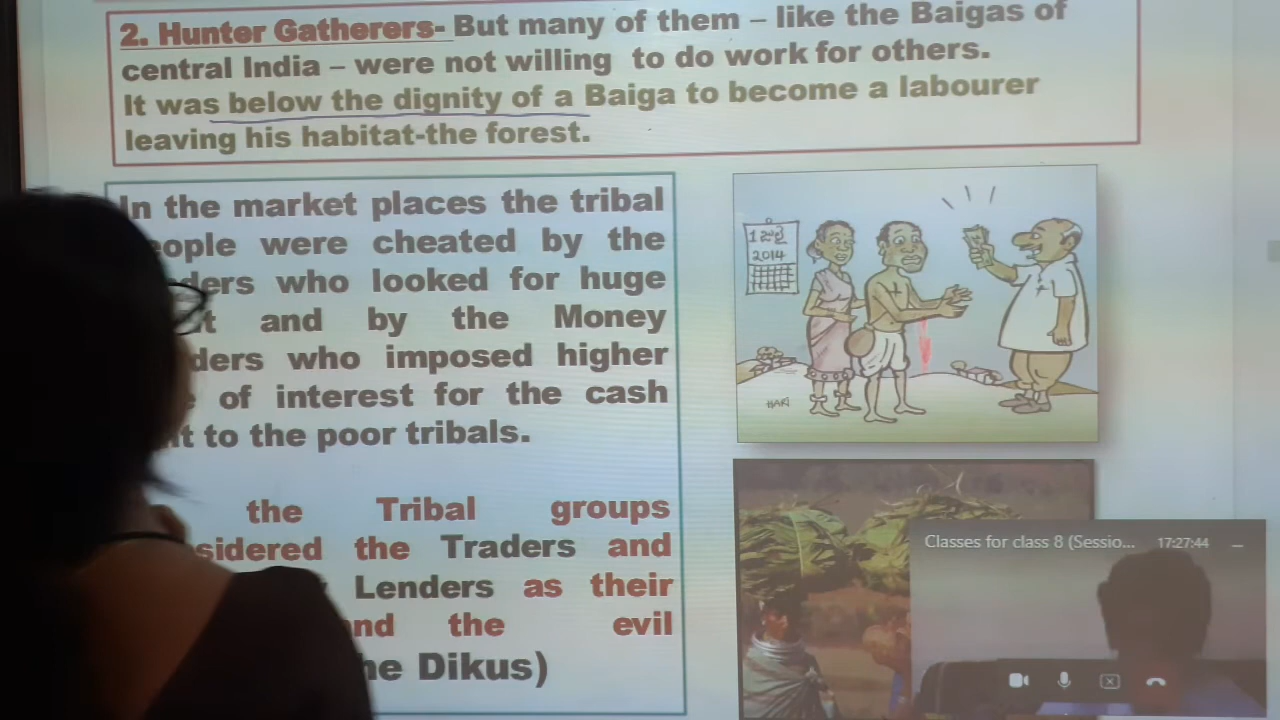 2. Hunter Gatherers- But many of them – like the Baigas of
central India – were not willing to do work for others.
It was below the dignity of a Baiga to become a labourer
leaving his habitat-the forest.
In the market places the tribal
ople were cheated by the
ders who looked for huge
t and by the Money
ders who imposed higher
of interest for the cash
t to the poor tribals.
the Tribal groups
sidered the Traders and
Lenders as their
nd the evil
he Dikus)
1
2014
HARI
Classes for class 8 (Sessio... 17:27:44